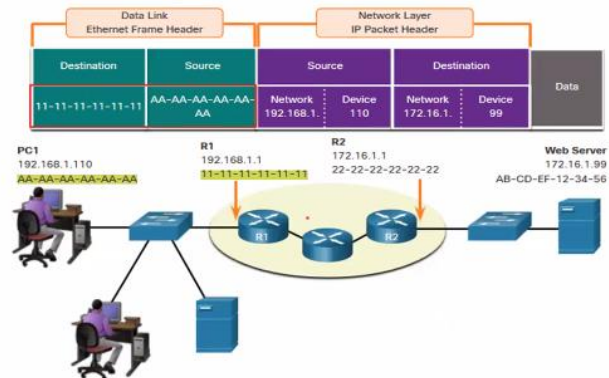 Data Link
Ethernet Frame Header
Network Layer
IP Packet Header
Destination
Source
Source
Destination
Data
11-11-11-11-11-11
AA-AA-AA-AA-AA-
AA
Network
192.168.1.
Device
110
Network
172.16.1.
Device
99
PC1
192.168.1.110
AA-AA-AA-AA-AA-AA
R1
192.168.1.1
11-11-11-11-11-11
R2
172.16.1.1
22-22-22-22-22-22
Web Server
172.16.1.99
AB-CD-EF-12-34-56
R1
R2